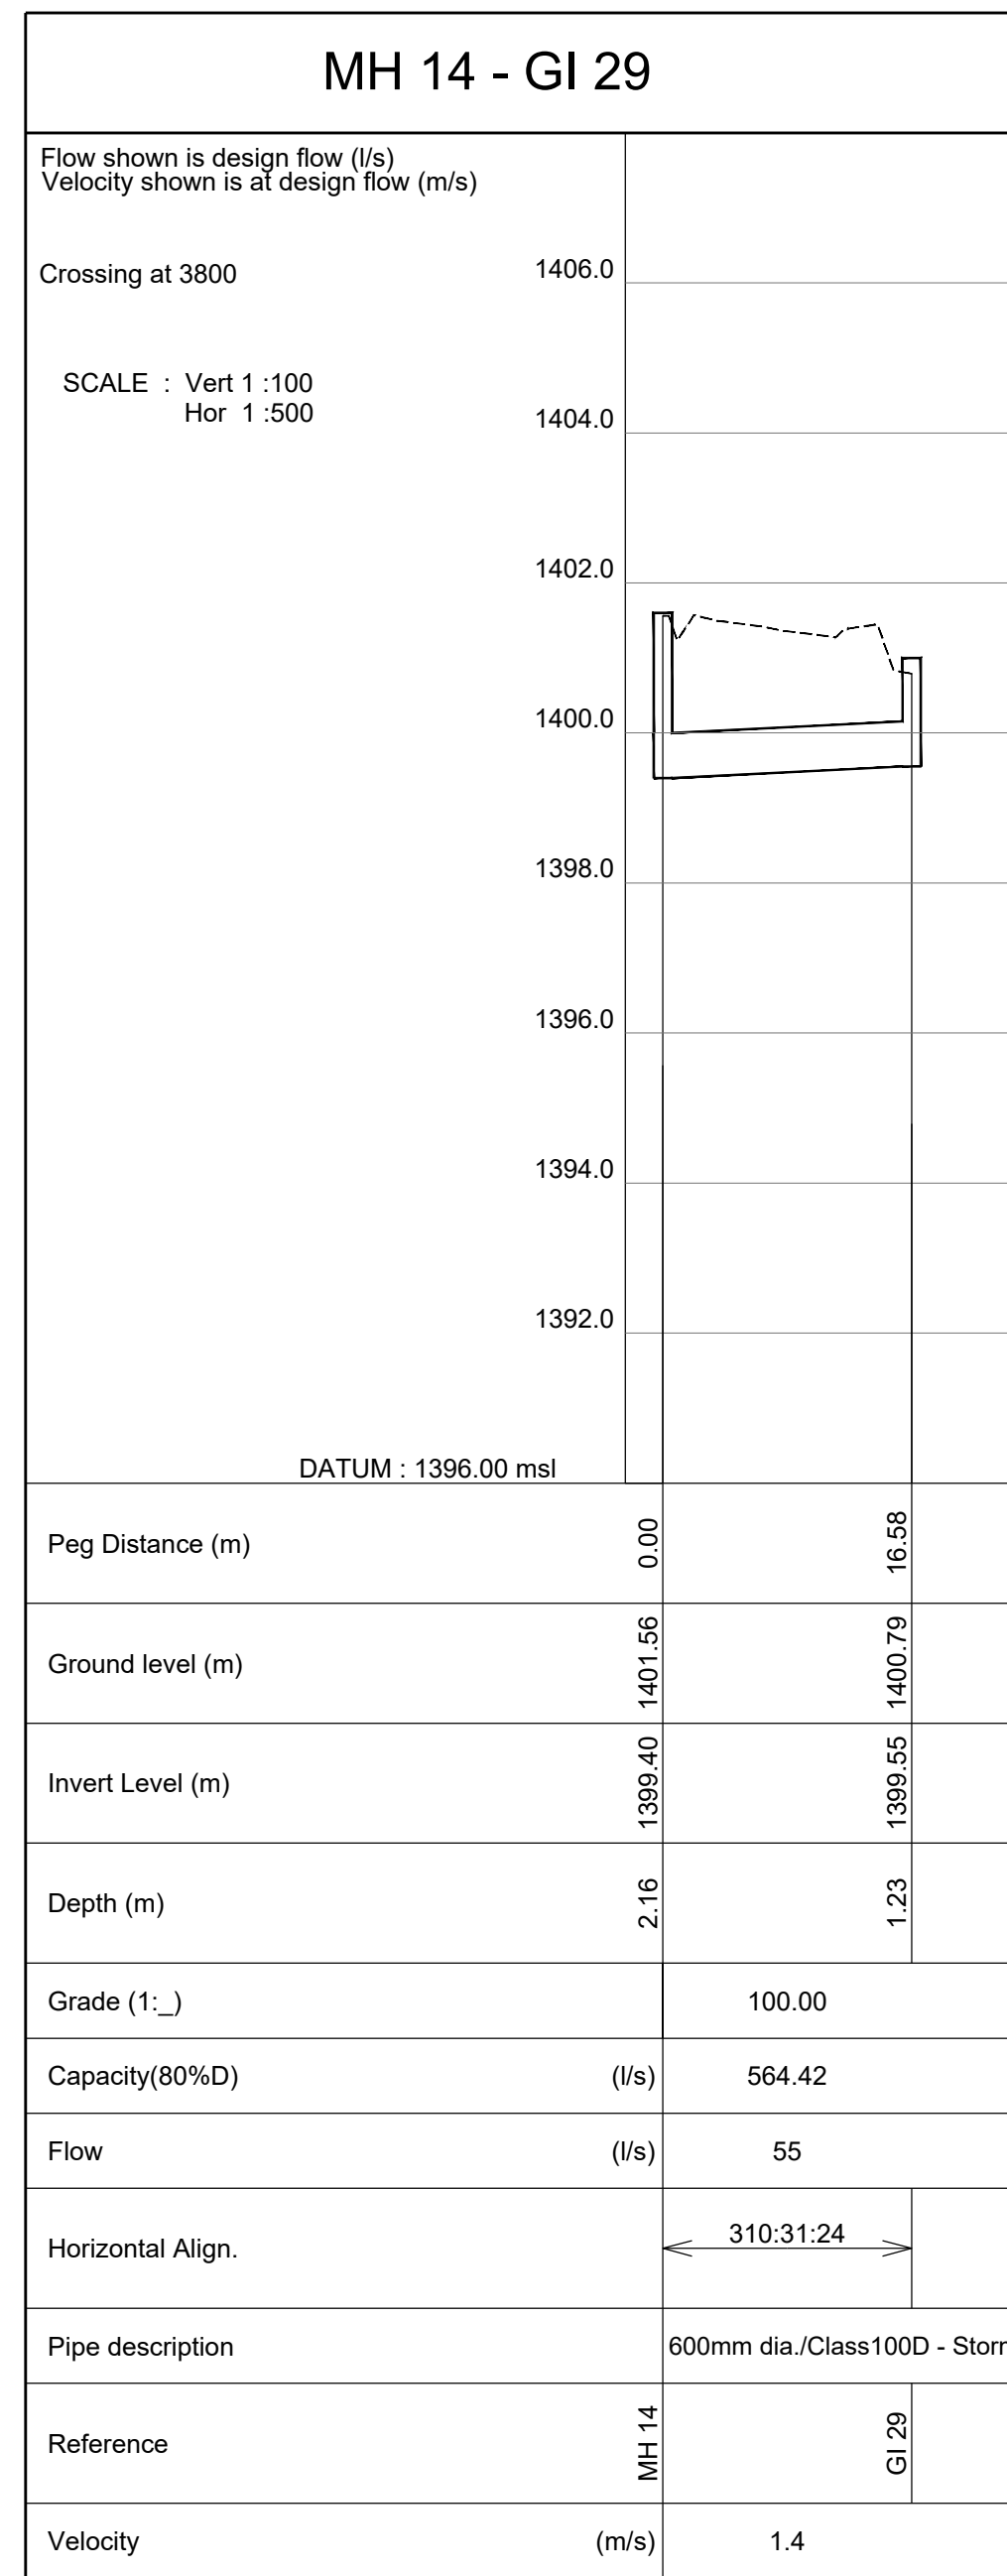 MH 14 - GI 29
Flow shown is design flow (l/s)
Velocity shown is at design flow (m/s)
Crossing at 3800
SCALE : Vert 1 :100
Hor 1 :500
1406.0
1404.0
1402.0
1400.0
1398.0
1396.0
1394.0
1392.0
DATUM : 1396.00 msl
Peg Distance (m) 0.00 16.58
Ground level (m) 1401.56 1400.79
Invert Level (m) 1399.40 1399.55
Depth (m) 2.16 1.23
Grade (1:_) 100.00
Capacity(80%D) (l/s) 564.42
Flow (l/s) 55
Horizontal Align. 310:31:24
Pipe description 600mm dia./Class100D -
Reference MH 14 GI 29
Velocity (m/s) 1.4